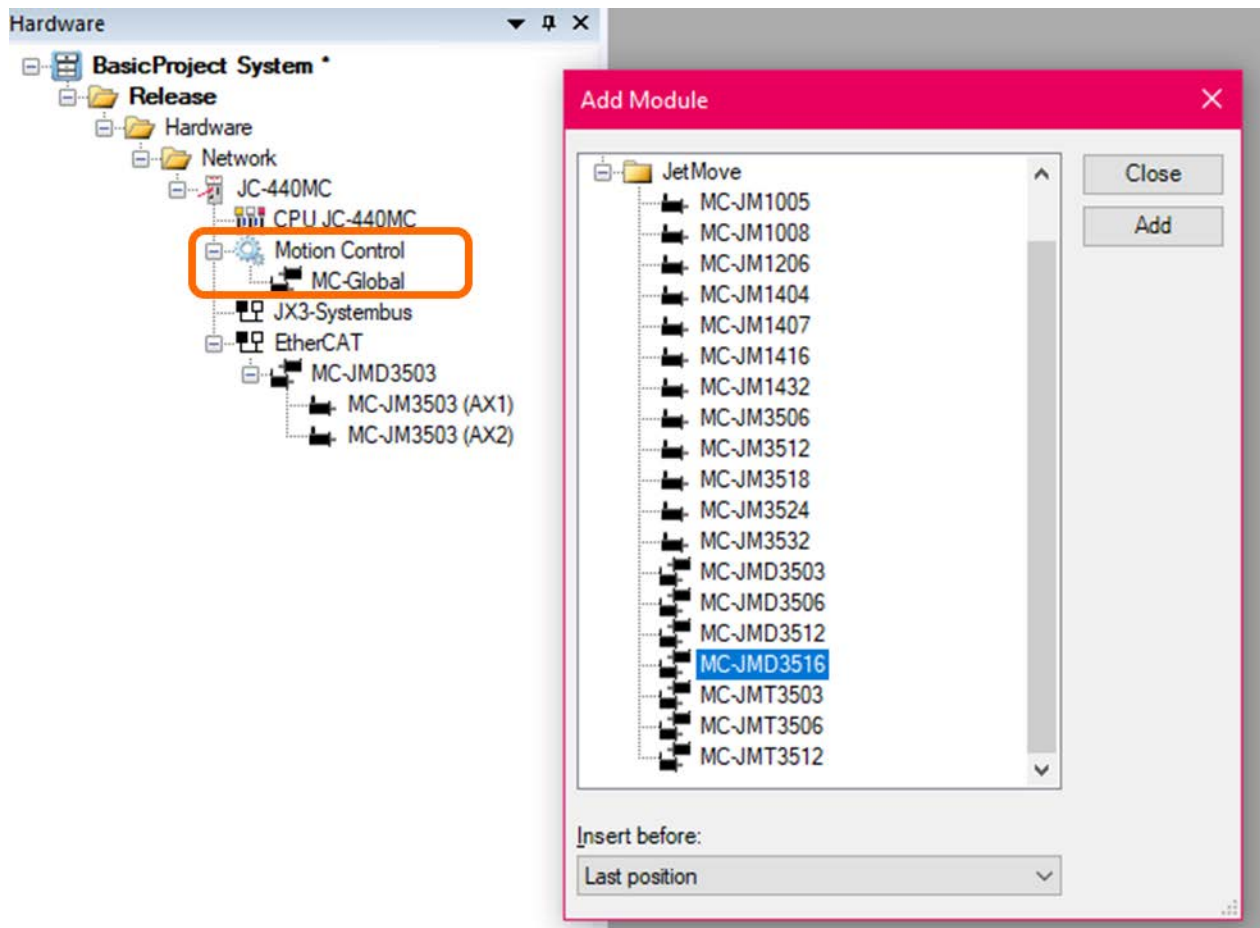 Hardware
BasicProject System *
Release
Hardware
Network
JC-440MC
CPU JC-440MC
Motion Control
MC-Global
JX3-Systembus
EtherCAT
MC-JMD3503
MC-JM3503 (AX1)
MC-JM3503 (AX2)
Add Module
JetMove
MC-JM1005
MC-JM1008
MC-JM1206
MC-JM1404
MC-JM1407
MC-JM1416
MC-JM1432
MC-JM3506
MC-JM3512
MC-JM3518
MC-JM3524
MC-JM3532
MC-JMD3503
MC-JMD3506
MC-JMD3512
MC-JMD3516
MC-JMT3503
MC-JMT3506
MC-JMT3512
Close
Add
Insert before:
Last position